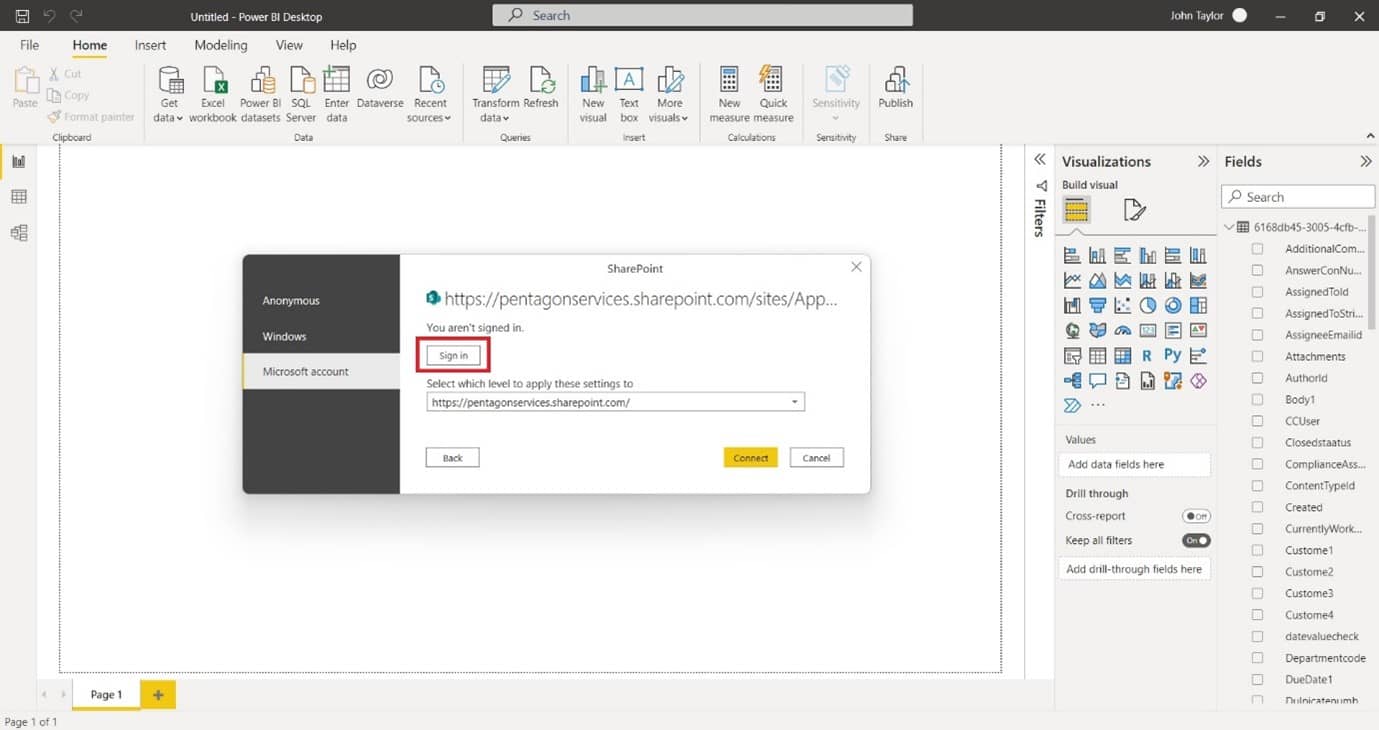 Untitled - Power BI Desktop
Search
John Taylor
File Home Insert Modeling View Help
Paste
Cut
Copy
Format painter
Clipboard
Get data
Excel workbook
Power BI datasets
SQL Server
Enter data
Dataverse
Recent sources
Data
Transform data
Refresh
Queries
New visual
Text box
More visuals
Insert
New measure
Quick measure
Calculations
Sensitivity
Sensitivity
Publish
Share
SharePoint
https://pentagonservices.sharepoint.com/sites/App...
Anonymous
Windows
Microsoft account
You aren't signed in.
Sign in
Select which level to apply these settings to
https://pentagonservices.sharepoint.com/
Back
Connect
Cancel
Filters
Visualizations
Build visual
123
R
Py
...
Values
Add data fields here
Drill through
Cross-report
Off
Keep all filters
On
Add drill-through fields here
Fields
Search
6168db45-3005-4cfb-...
AdditionalCom...
AnswerConNu...
AssignedToId
AssignedToStri...
AssigneeEmailid
Attachments
AuthorId
Body1
CCUser
Closedstaatus
ComplianceAss...
ContentTypeId
Created
CurrentlyWork...
Custome1
Custome2
Custome3
Custome4
datevaluecheck
Departmentcode
DueDate1
Dulpicatenumb
Page 1
Page 1 of 1